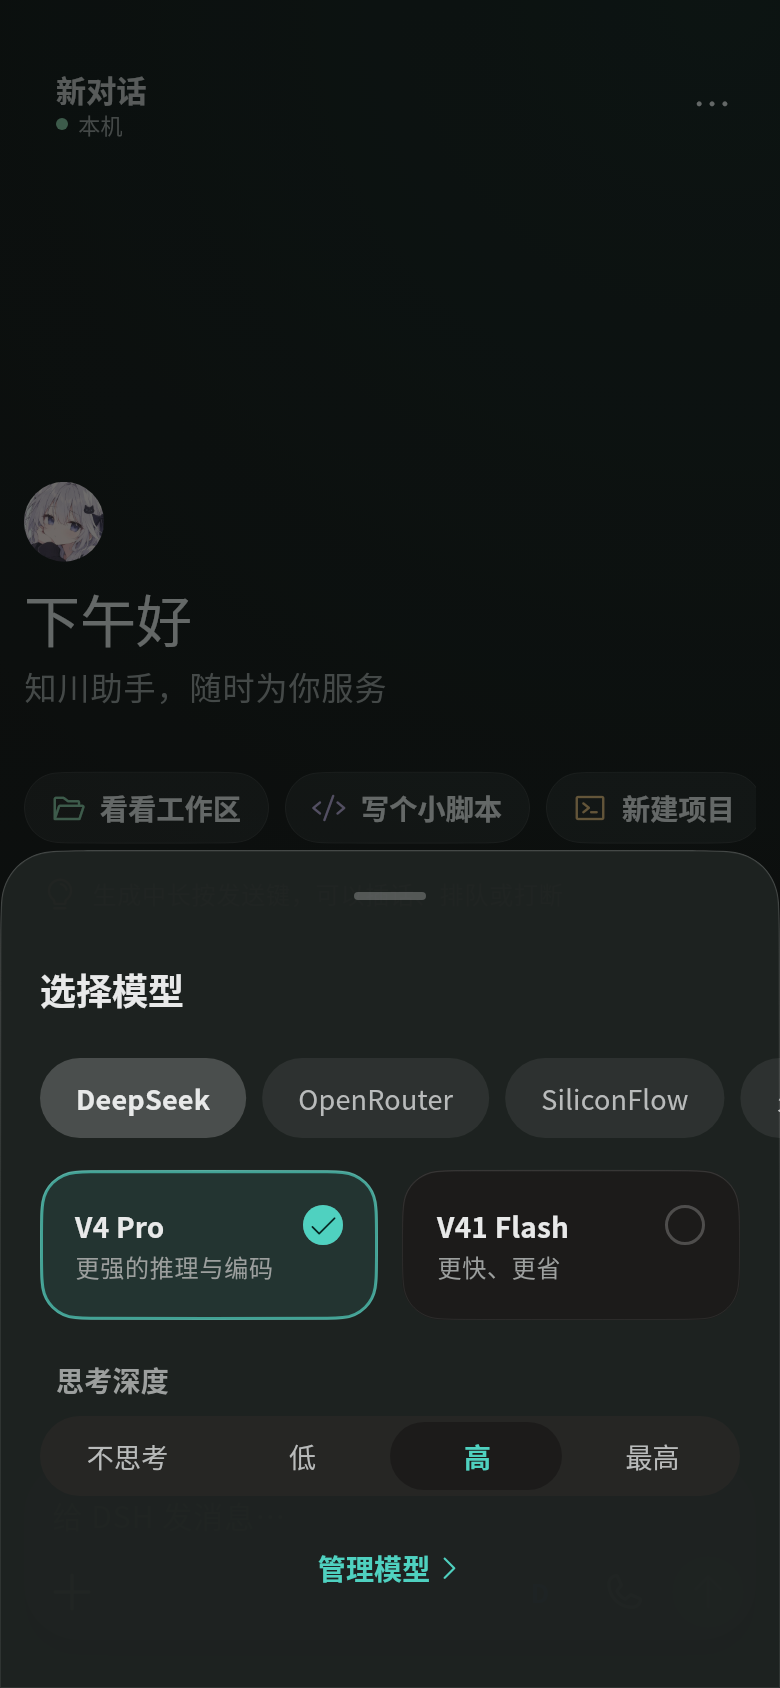 新对话
本机
下午好
知川助手，随时为你服务
看看工作区
写个小脚本
新建项目
选择模型
DeepSeek
OpenRouter
SiliconFlow
V4 Pro
更强的推理与编码
V41 Flash
更快、更省
思考深度
不思考
低
高
最高
管理模型